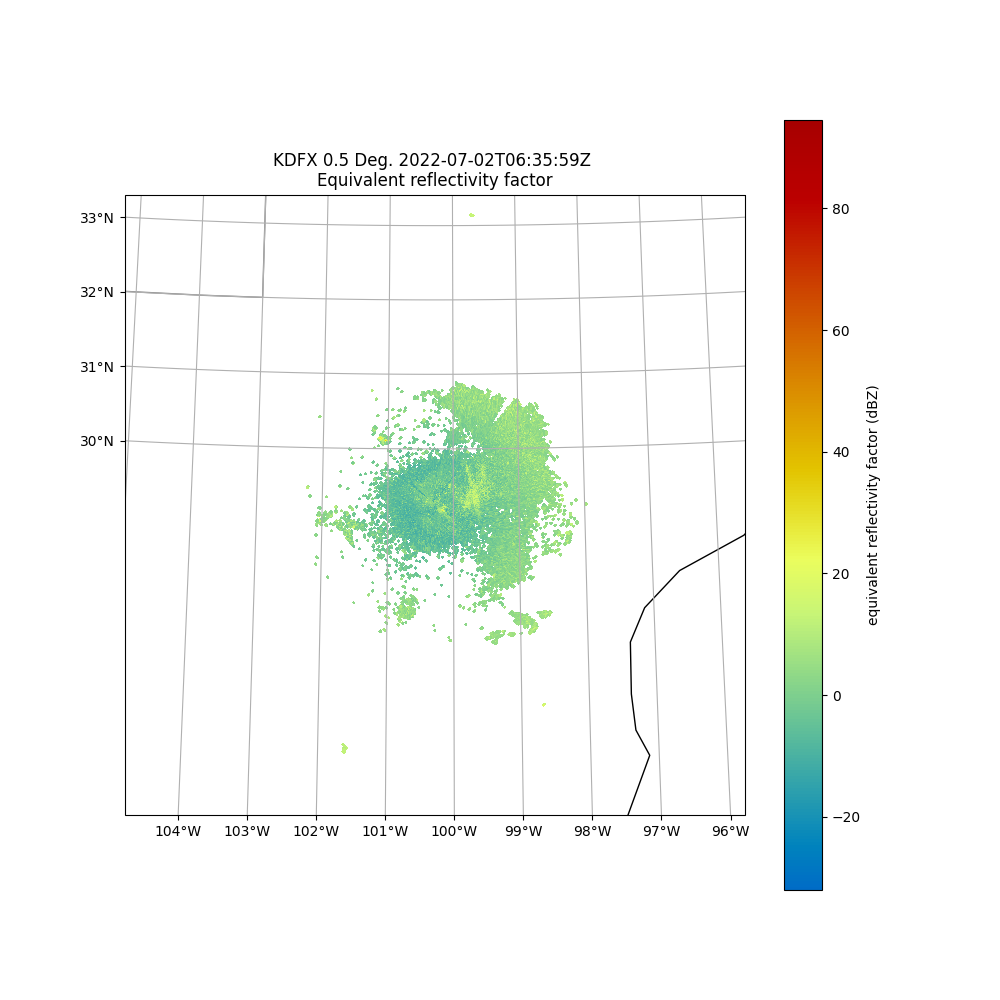 KDFX 0.5 Deg. 2022-07-02T06:35:59Z
Equivalent reflectivity factor
33°N
32°N
31°N
30°N
104°W
103°W
102°W
101°W
100°W
99°W
98°W
97°W
96°W
80
60
40
20
0
−20
equivalent reflectivity factor (dBZ)